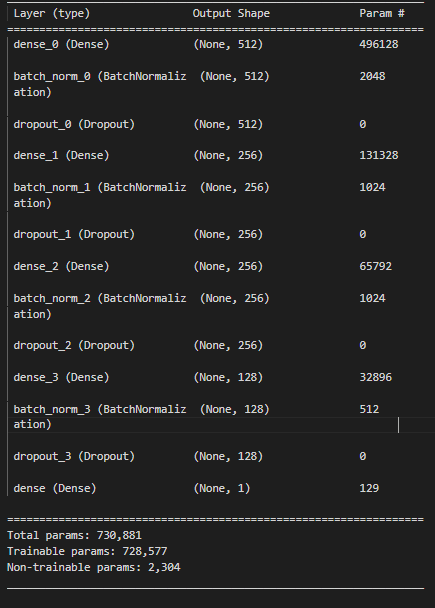 Layer (type) Output Shape Param #
=================================================================
dense_0 (Dense) (None, 512) 496128
batch_norm_0 (BatchNormaliz (None, 512) 2048
ation)
dropout_0 (Dropout) (None, 512) 0
dense_1 (Dense) (None, 256) 131328
batch_norm_1 (BatchNormaliz (None, 256) 1024
ation)
dropout_1 (Dropout) (None, 256) 0
dense_2 (Dense) (None, 256) 65792
batch_norm_2 (BatchNormaliz (None, 256) 1024
ation)
dropout_2 (Dropout) (None, 256) 0
dense_3 (Dense) (None, 128) 32896
batch_norm_3 (BatchNormaliz (None, 128) 512
ation)
dropout_3 (Dropout) (None, 128) 0
dense (Dense) (None, 1) 129
=================================================================
Total params: 730,881
Trainable params: 728,577
Non-trainable params: 2,304